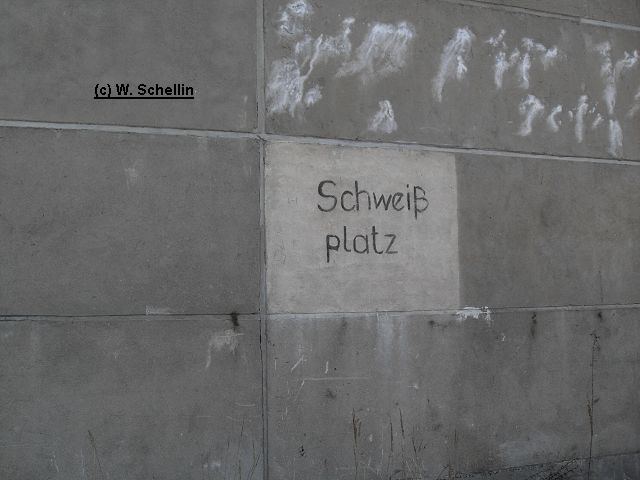 (c) W. Schellin
Schweiß
platz